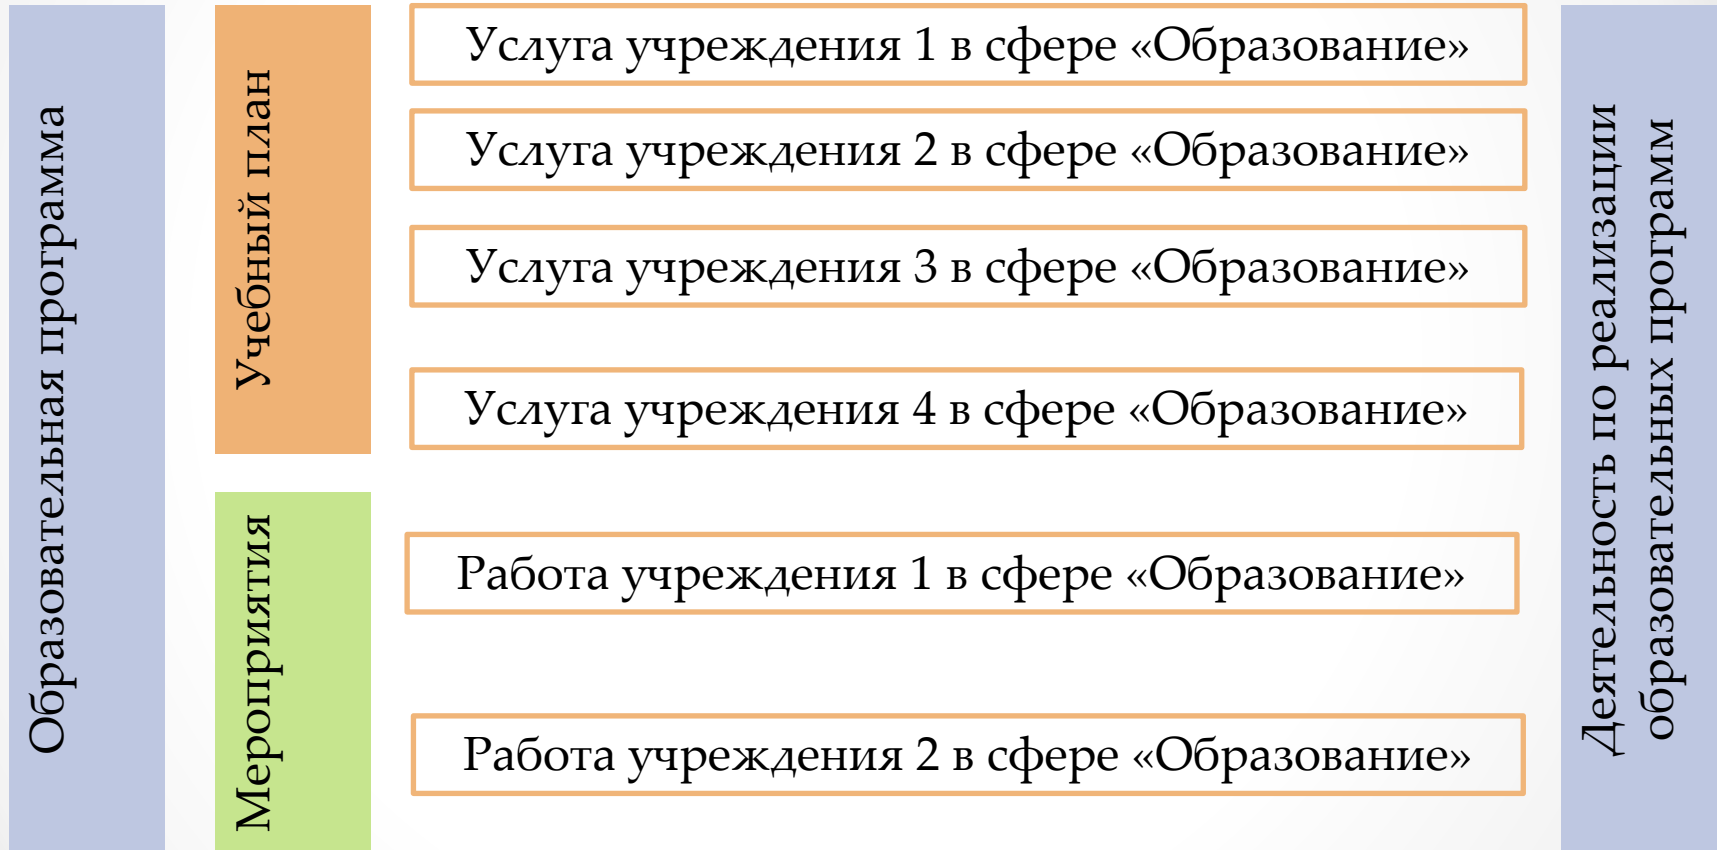 Образовательная программа
Учебный план
Услуга учреждения 1 в сфере «Образование»
Услуга учреждения 2 в сфере «Образование»
Услуга учреждения 3 в сфере «Образование»
Услуга учреждения 4 в сфере «Образование»
Мероприятия
Работа учреждения 1 в сфере «Образование»
Работа учреждения 2 в сфере «Образование»
Деятельность по реализации
образовательных программ